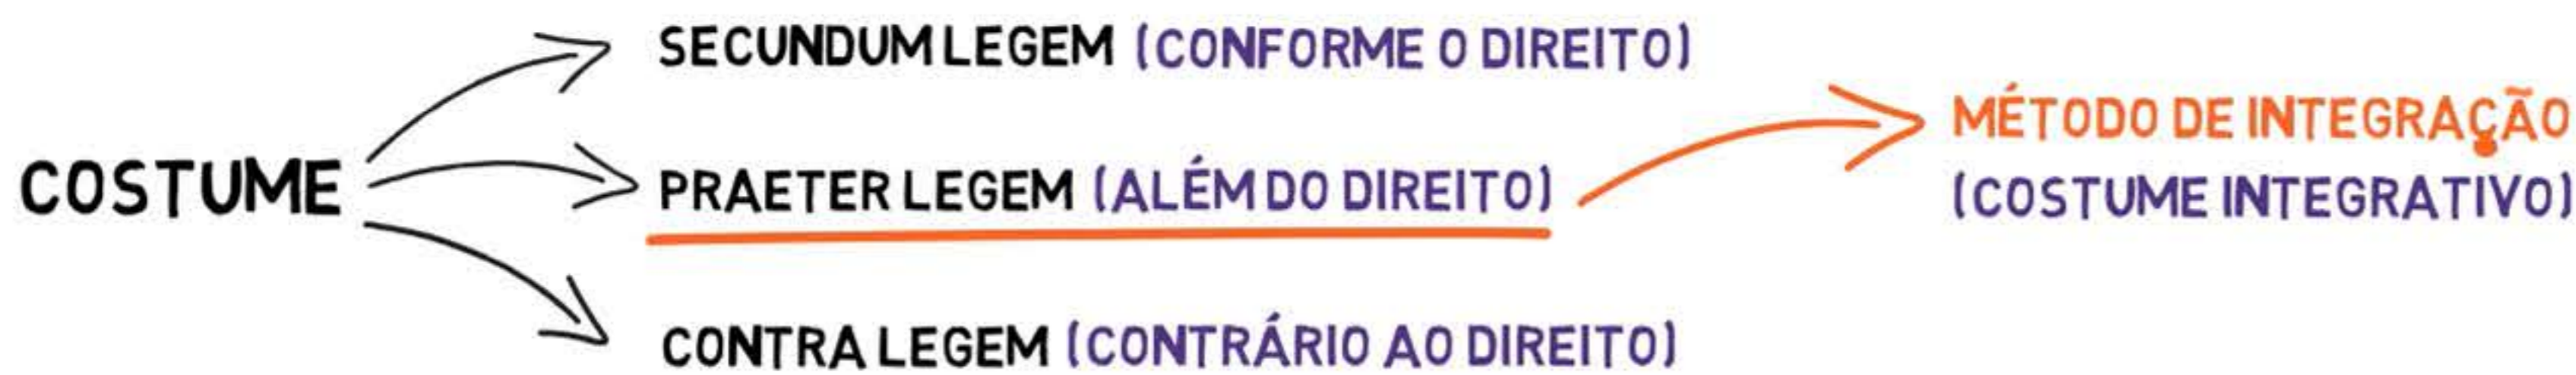 SECUNDUM LEGEM (CONFORME O DIREITO)
MÉTODO DE INTEGRAÇÃO
COSTUME
PRAETER LEGEM (ALÉM DO DIREITO)
(COSTUME INTEGRATIVO)
CONTRA LEGEM (CONTRÁRIO AO DIREITO)